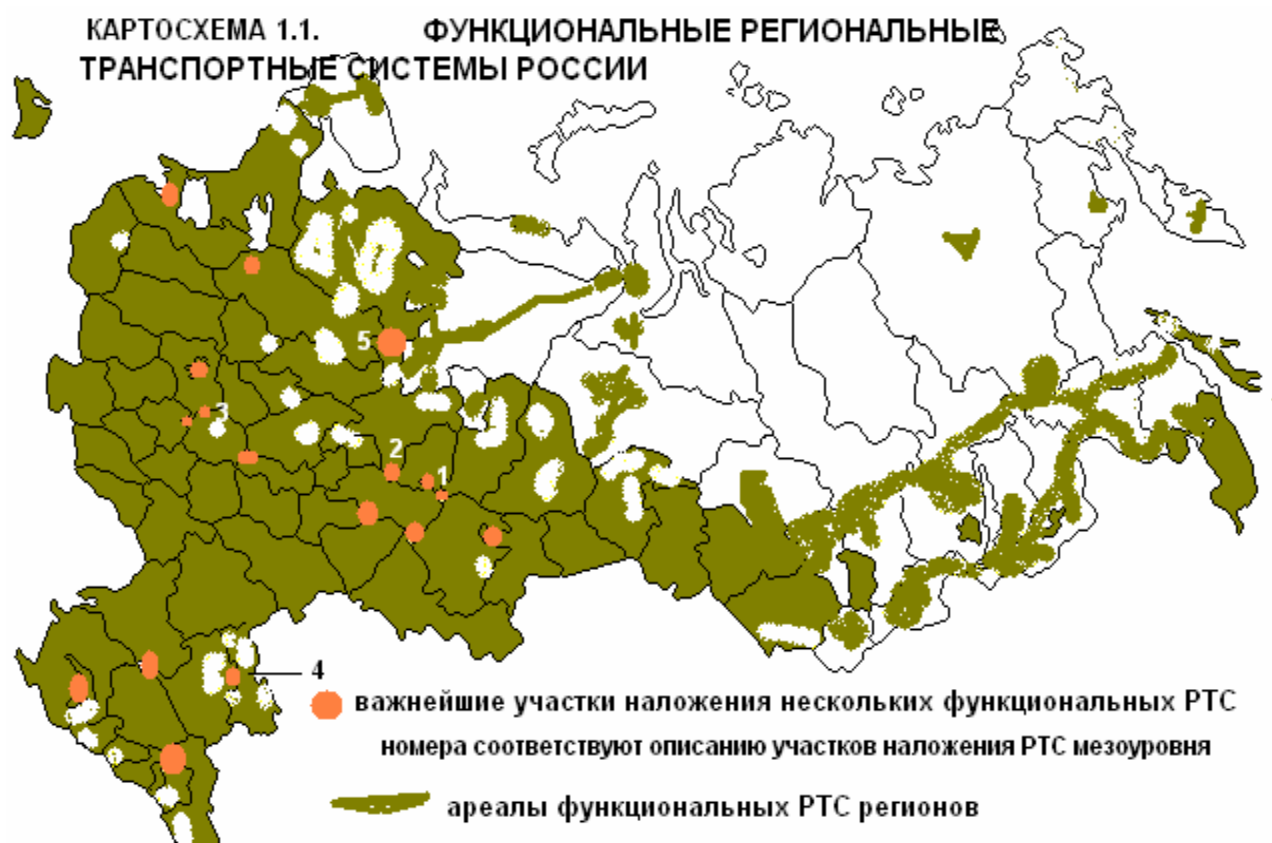 КАРТОСХЕМА 1.1. ФУНКЦИОНАЛЬНЫЕ РЕГИОНАЛЬНЫЕ
ТРАНСПОРТНЫЕ СИСТЕМЫ РОССИИ
5
3
2
1
4
важнейшие участки наложения нескольких функциональных РТС
номера соответствуют описанию участков наложения РТС мезоуровня
ареалы функциональных РТС регионов